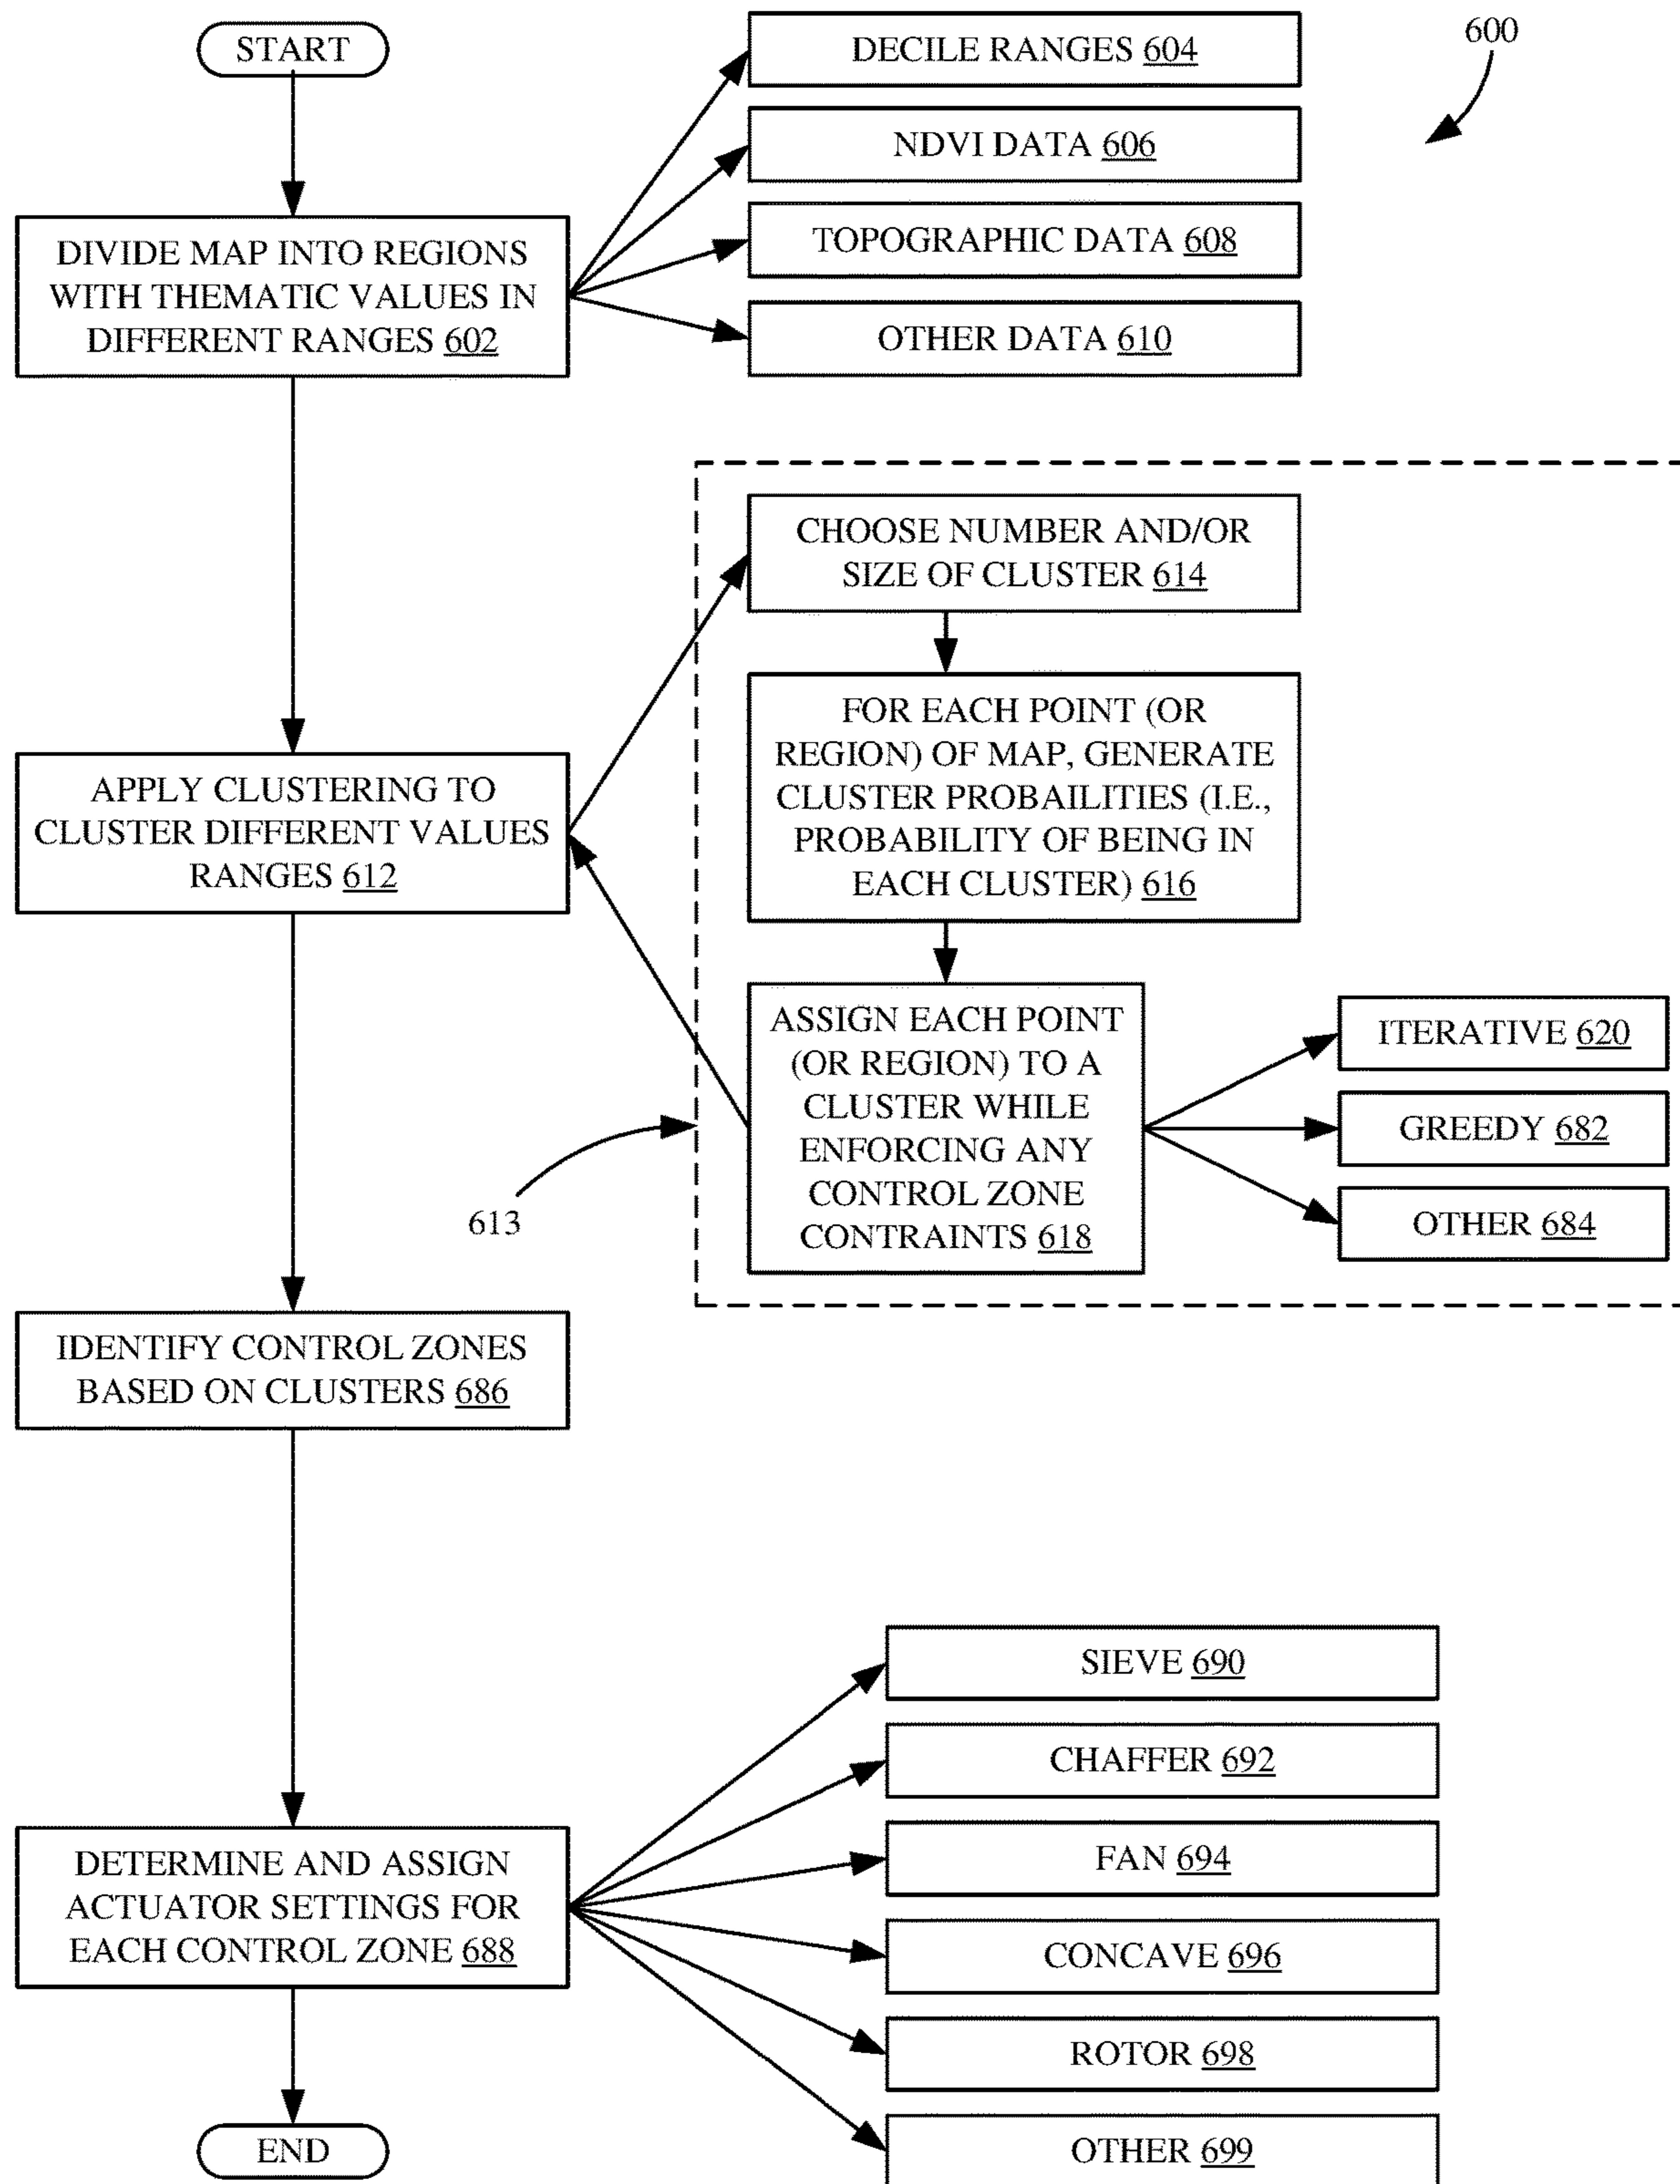 START
DECILE RANGES 604
600
NDVI DATA 606
TOPOGRAPHIC DATA 608
OTHER DATA 610
DIVIDE MAP INTO REGIONS
WITH THEMATIC VALUES IN
DIFFERENT RANGES 602
CHOOSE NUMBER AND/OR
SIZE OF CLUSTER 614
FOR EACH POINT (OR
REGION) OF MAP, GENERATE
CLUSTER PROBAILITIES (I.E.,
PROBABILITY OF BEING IN
EACH CLUSTER) 616
APPLY CLUSTERING TO
CLUSTER DIFFERENT VALUES
RANGES 612
ASSIGN EACH POINT
(OR REGION) TO A
CLUSTER WHILE
ENFORCING ANY
CONTROL ZONE
CONTRAINTS 618
ITERATIVE 620
GREEDY 682
OTHER 684
613
IDENTIFY CONTROL ZONES
BASED ON CLUSTERS 686
DETERMINE AND ASSIGN
ACTUATOR SETTINGS FOR
EACH CONTROL ZONE 688
SIEVE 690
CHAFFER 692
FAN 694
CONCAVE 696
ROTOR 698
OTHER 699
END